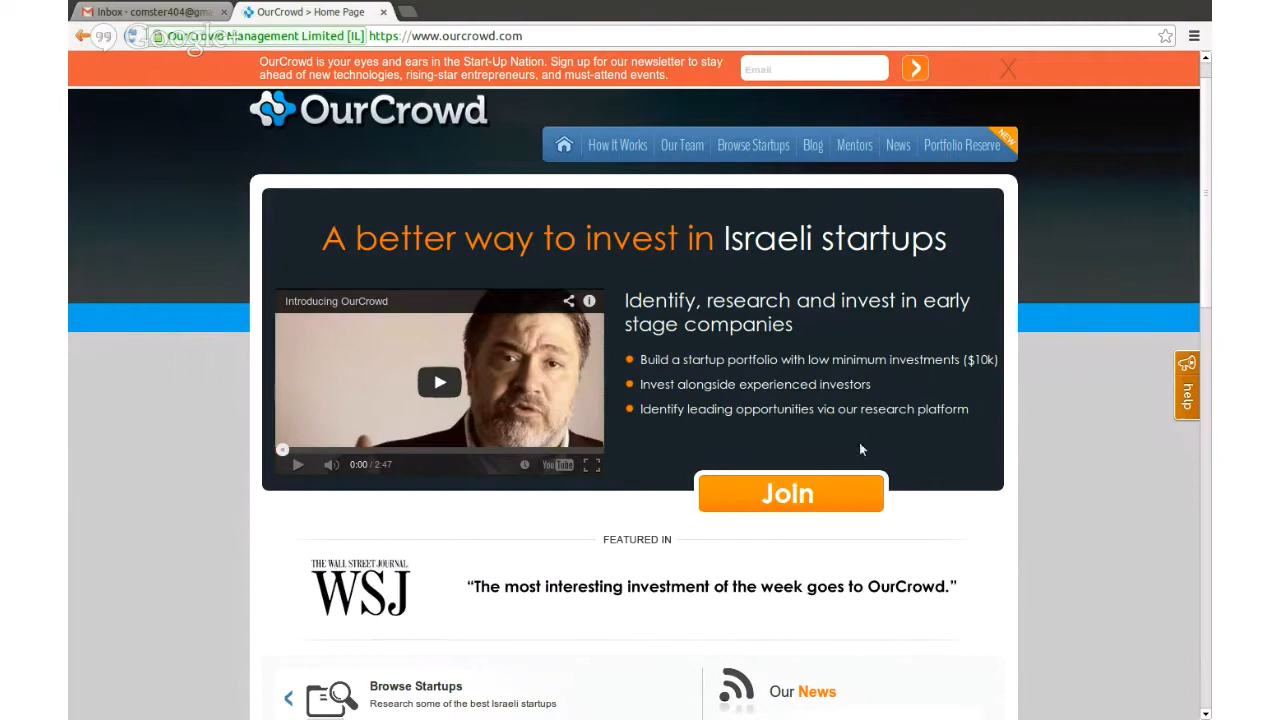 Inbox - comster404@gma
OurCrowd > Home Page
Google+
OurCrowd Management Limited [IL] https://www.ourcrowd.com
OurCrowd is your eyes and ears in the Start-Up Nation. Sign up for our newsletter to stay
ahead of new technologies, rising-star entrepreneurs, and must-attend events.
Email
X
OurCrowd
How It Works Our Team Browse Startups Blog Mentors News Portfolio Reserve
NEW
A better way to invest in Israeli startups
Introducing OurCrowd
Identify, research and invest in early
stage companies
Build a startup portfolio with low minimum investments ($10k)
Invest alongside experienced investors
Identify leading opportunities via our research platform
help
0:00 / 2:47
YouTube
Join
FEATURED IN
THE WALL STREET JOURNAL
WSJ
“The most interesting investment of the week goes to OurCrowd.”
Browse Startups
Research some of the best Israeli startups
Our News